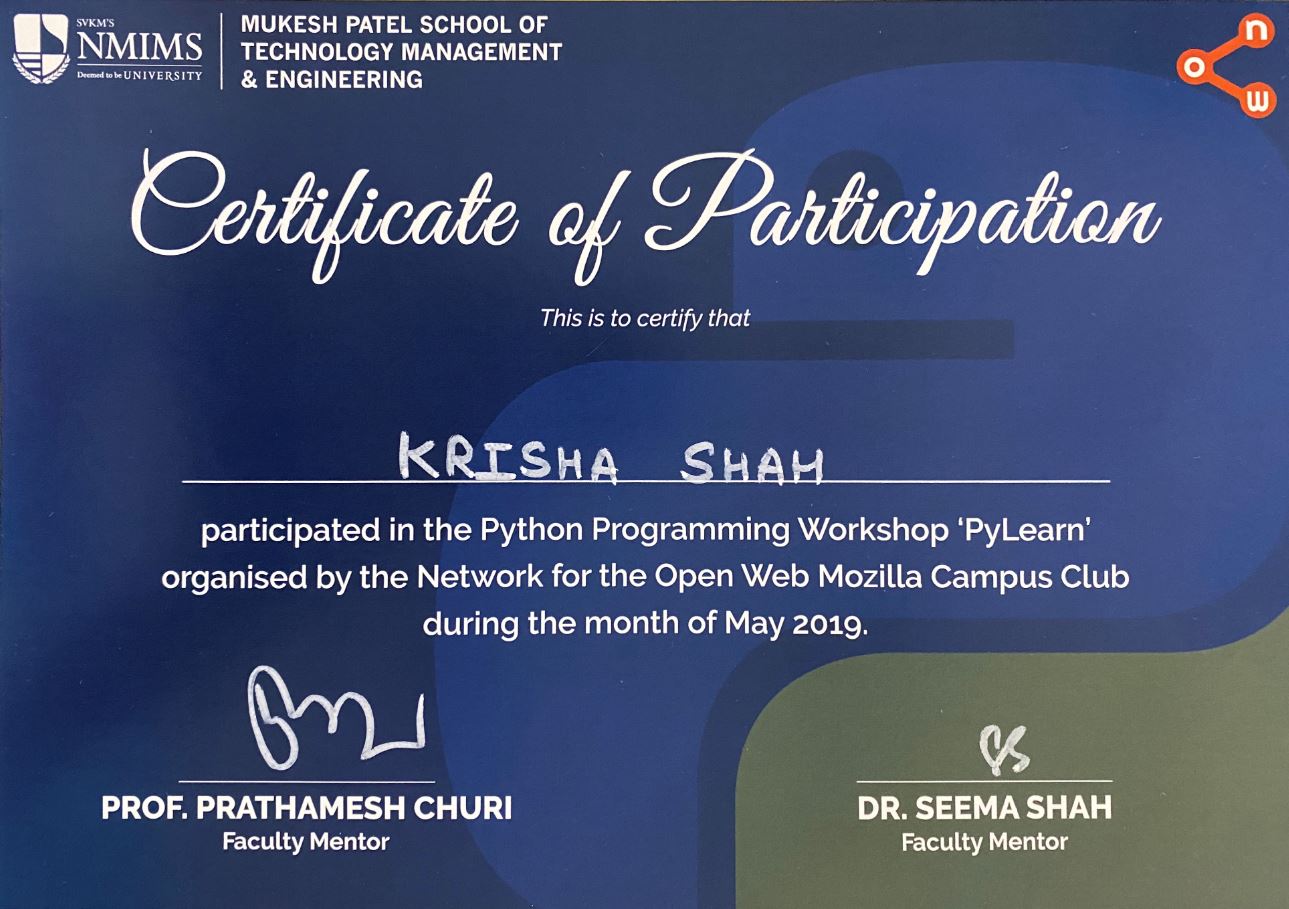 SVKM'S
NMIMS
Deemed to be UNIVERSITY
MUKESH PATEL SCHOOL OF
TECHNOLOGY MANAGEMENT
& ENGINEERING
n
o
w
Certificate of Participation
This is to certify that
KRISHA SHAH
participated in the Python Programming Workshop ‘PyLearn’
organised by the Network for the Open Web Mozilla Campus Club
during the month of May 2019.
PROF. PRATHAMESH CHURI
Faculty Mentor
DR. SEEMA SHAH
Faculty Mentor